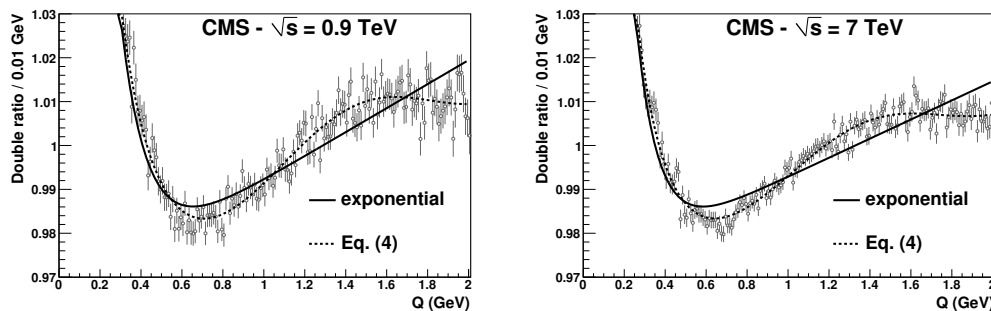 CMS - √s = 0.9 TeV
Double ratio / 0.01 GeV
1.03
1.02
1.01
1
0.99
0.98
0.97
exponential
Eq. (4)
0 0.2 0.4 0.6 0.8 1 1.2 1.4 1.6 1.8 2
Q (GeV)
CMS - √s = 7 TeV
Double ratio / 0.01 GeV
1.03
1.02
1.01
1
0.99
0.98
0.97
exponential
Eq. (4)
0 0.2 0.4 0.6 0.8 1 1.2 1.4 1.6 1.8 2
Q (GeV)